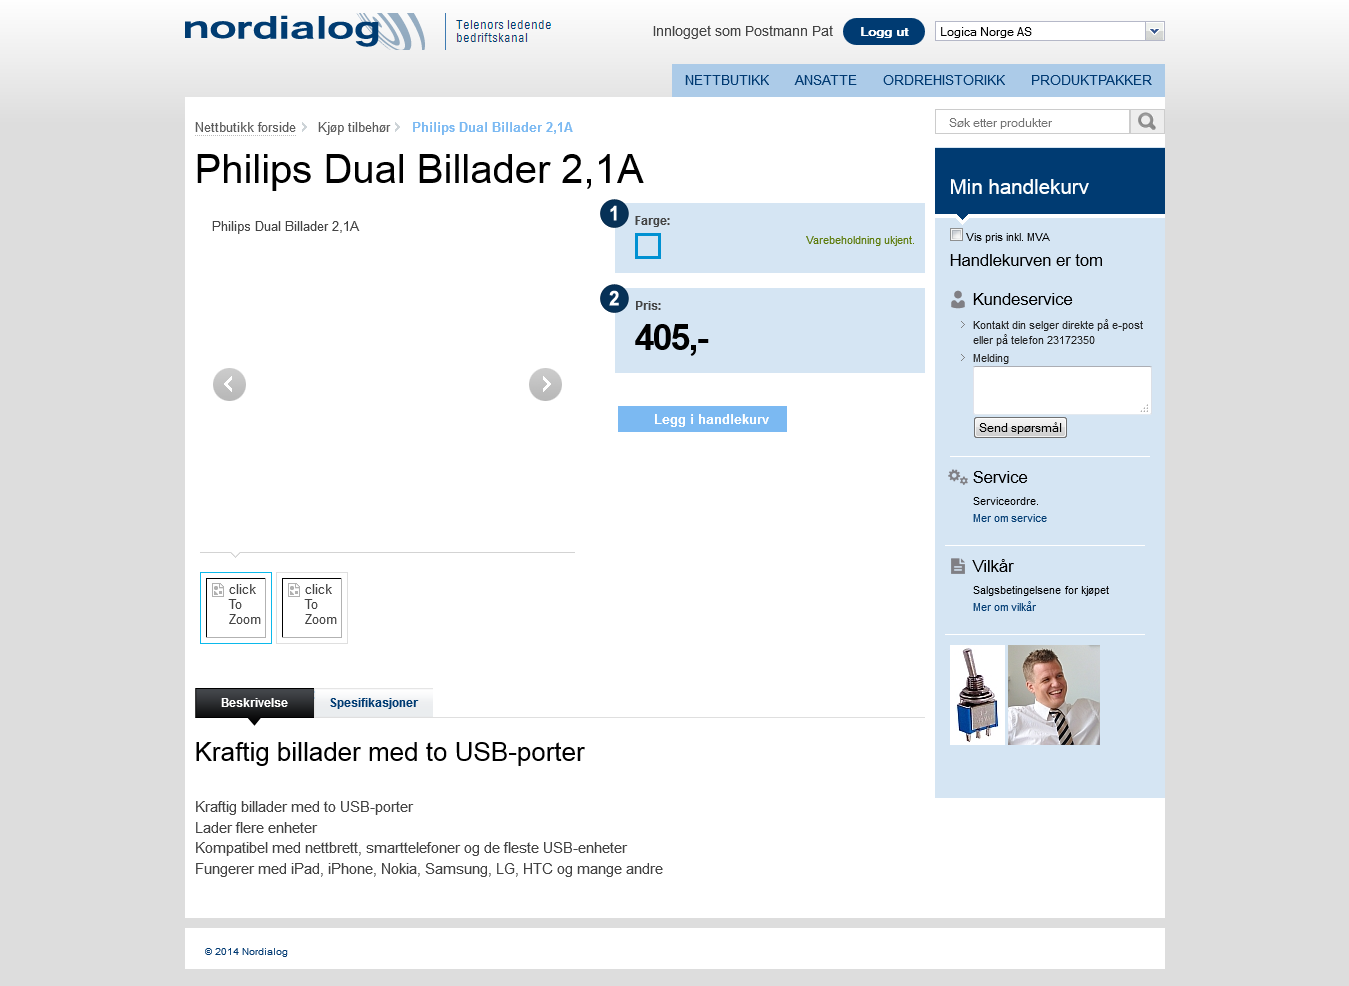 nordialog
Telenors ledende
bedriftskanal
Innlogget som Postmann Pat
Logg ut
Logica Norge AS
NETTBUTIKK
ANSATTE
ORDREHISTORIKK
PRODUKTPAKKER
Nettbutikk forside
Kjøp tilbehør
Philips Dual Billader 2,1A
Søk etter produkter
Philips Dual Billader 2,1A
Philips Dual Billader 2,1A
1
Farge:
Varebeholdning ukjent.
2
Pris:
405,-
Legg i handlekurv
click
To
Zoom
click
To
Zoom
Beskrivelse
Spesifikasjoner
Kraftig billader med to USB-porter
Kraftig billader med to USB-porter
Lader flere enheter
Kompatibel med nettbrett, smarttelefoner og de fleste USB-enheter
Fungerer med iPad, iPhone, Nokia, Samsung, LG, HTC og mange andre
Min handlekurv
Vis pris inkl. MVA
Handlekurven er tom
Kundeservice
Kontakt din selger direkte på e-post
eller på telefon 23172350
Melding
Send spørsmål
Service
Serviceordre.
Mer om service
Vilkår
Salgsbetingelsene for kjøpet
Mer om vilkår
© 2014 Nordialog